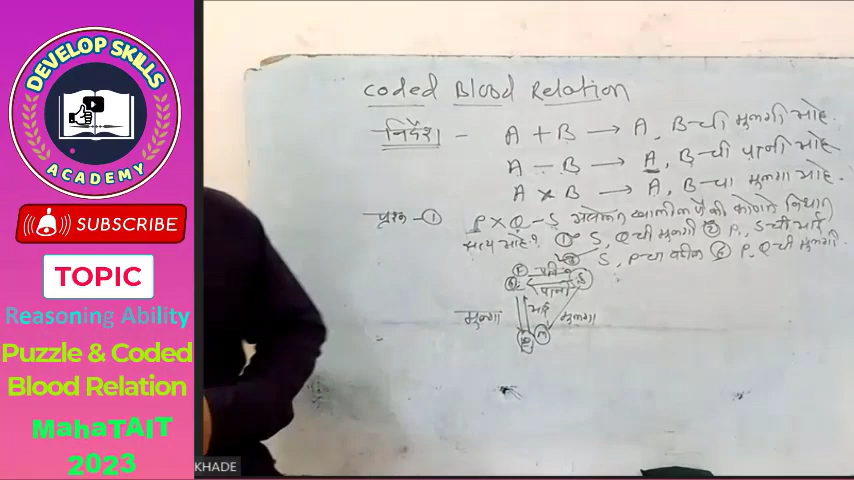 DEVELOP SKILLS
ACADEMY
SUBSCRIBE
TOPIC
Reasoning Ability
Puzzle & Coded
Blood Relation
MahaTAIT
2023
KHADE
Coded Blood Relation
निर्देश - A + B → A, B-ची मुलगी आहे.
A - B → A, B-ची पत्नी आहे.
A × B → A, B-चा मुलगा आहे.
प्रश्न-① P × Q - S असेल तर खालील पैकी कोणते विधान
सत्य आहे? ① S, Q-ची मुलगी ② P, S-ची आई
S, P-चा वडील ④ P, Q-ची मुलगी
पती
पत्नी
मुलगा आई मुलगा